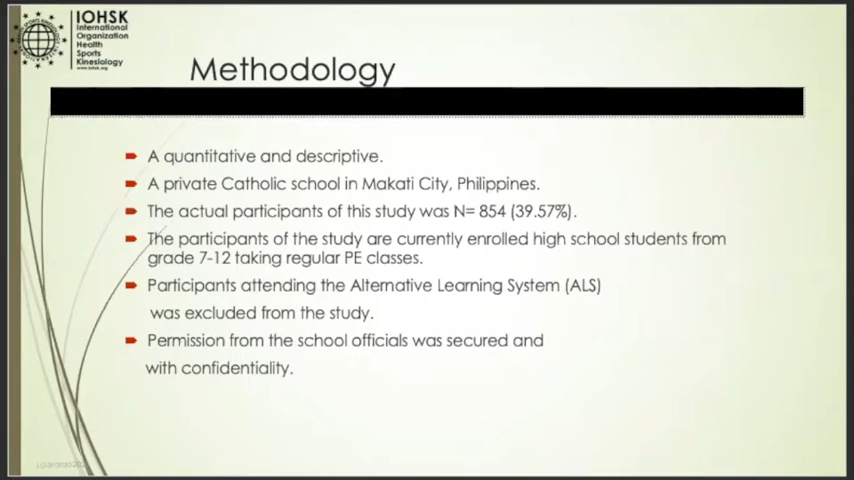 IOHSK
International
Organization
Health
Sports
Kinesiology
www.iohsk.org
Methodology
A quantitative and descriptive.
A private Catholic school in Makati City, Philippines.
The actual participants of this study was N= 854 (39.57%).
The participants of the study are currently enrolled high school students from
grade 7-12 taking regular PE classes.
Participants attending the Alternative Learning System (ALS)
was excluded from the study.
Permission from the school officials was secured and
with confidentiality.